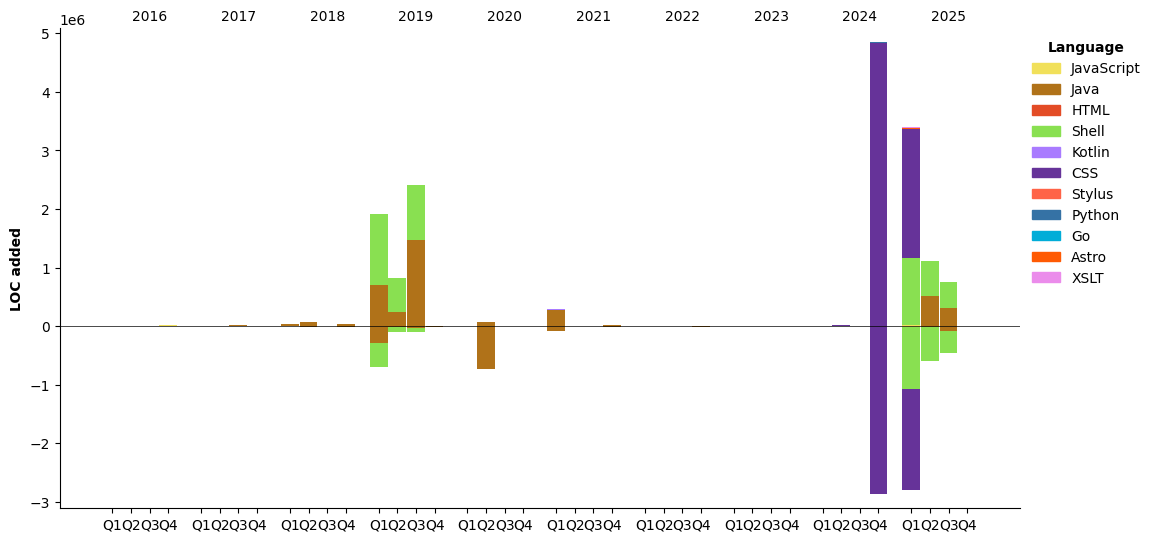 1e6
2016 2017 2018 2019 2020 2021 2022 2023 2024 2025
5
4
3
2
1
0
−1
−2
−3
LOC added
Q1Q2Q3Q4 Q1Q2Q3Q4 Q1Q2Q3Q4 Q1Q2Q3Q4 Q1Q2Q3Q4 Q1Q2Q3Q4 Q1Q2Q3Q4 Q1Q2Q3Q4 Q1Q2Q3Q4 Q1Q2Q3Q4
Language
JavaScript
Java
HTML
Shell
Kotlin
CSS
Stylus
Python
Go
Astro
XSLT